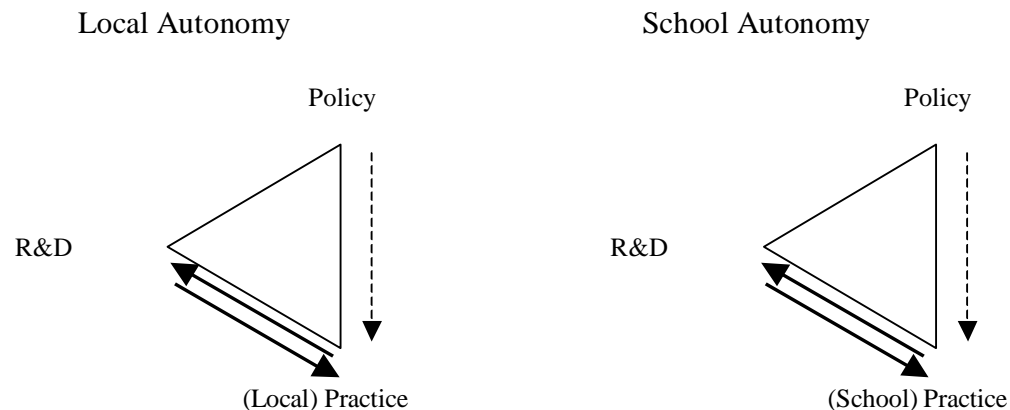 Local Autonomy
School Autonomy
Policy
Policy
R&D
R&D
(Local) Practice
(School) Practice